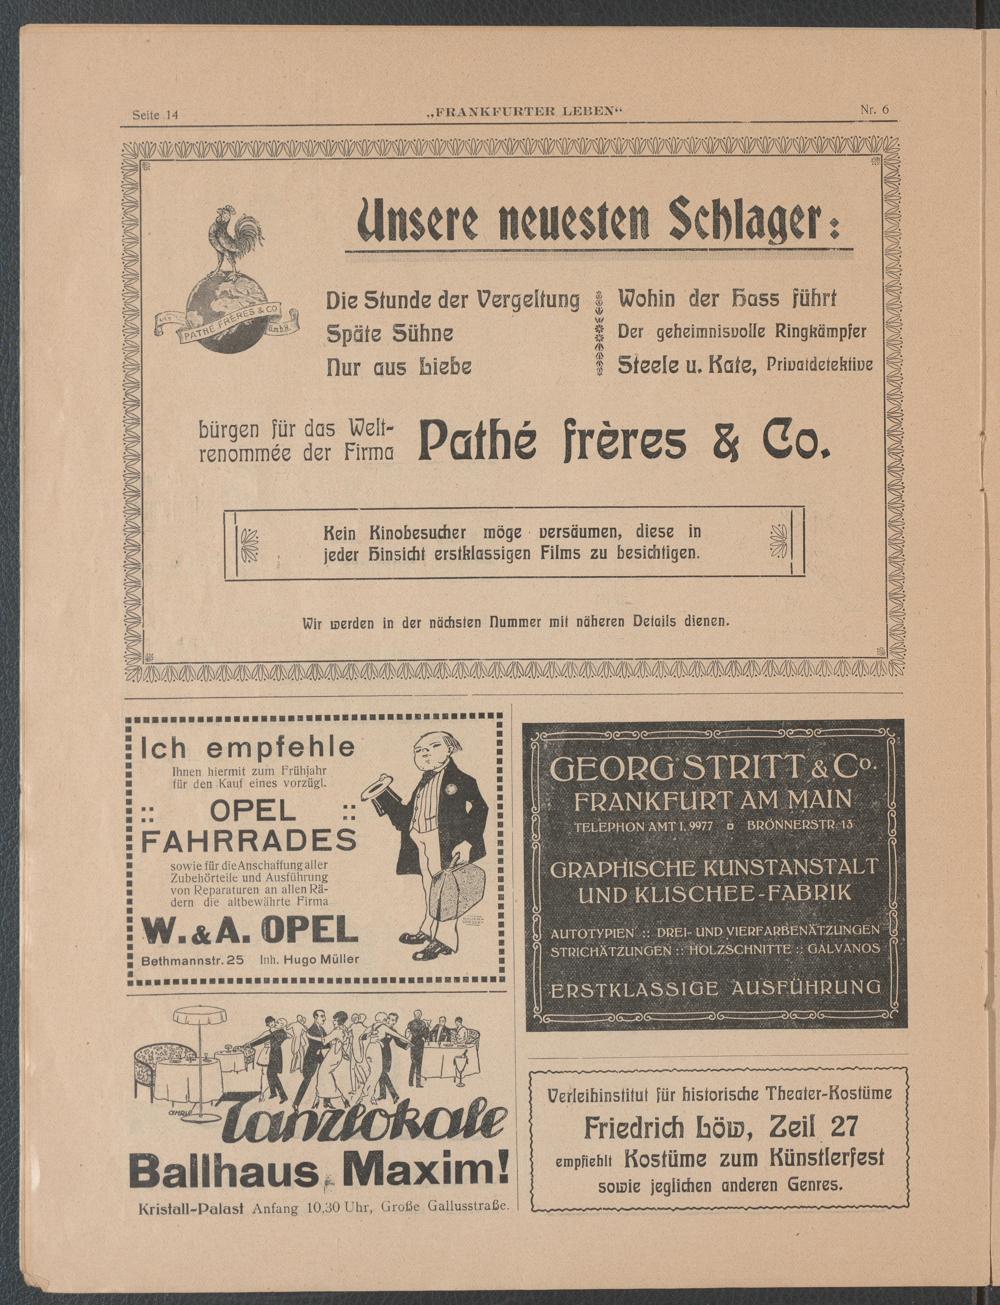 Seite 14
„FRANKFURTER LEBEN“
Nr. 6
Unsere neuesten Schlager:
PATHÉ FRÈRES & CO
GmbH.
Die Stunde der Vergeltung
Späte Sühne
Nur aus Liebe
Wohin der Hass führt
Der geheimnisvolle Ringkämpfer
Steele u. Kate, Privatdetektive
bürgen für das Welt-
renommée der Firma
Pathé frères & Co.
Kein Kinobesucher möge versäumen, diese in
jeder Hinsicht erstklassigen Films zu besichtigen.
Wir werden in der nächsten Nummer mit näheren Details dienen.
Ich empfehle
Ihnen hiermit zum Frühjahr
für den Kauf eines vorzügl.
:: OPEL ::
FAHRRADES
sowie für die Anschaffung aller
Zubehörteile und Ausführung
von Reparaturen an allen Rä-
dern die altbewährte Firma
W. & A. OPEL
Bethmannstr. 25 Inh. Hugo Müller
Tanzlokale
Ballhaus Maxim!
Kristall-Palast Anfang 10,30 Uhr, Große Gallusstraße.
GEORG STRITT & Co.
FRANKFURT AM MAIN
TELEPHON AMT I, 9977 □ BRÖNNERSTR. 13
GRAPHISCHE KUNSTANSTALT
UND KLISCHEE-FABRIK
AUTOTYPIEN :: DREI- UND VIERFARBENÄTZUNGEN
STRICHÄTZUNGEN :: HOLZSCHNITTE :: GALVANOS
ERSTKLASSIGE AUSFÜHRUNG
Verleihinstitut für historische Theater-Kostüme
Friedrich Löw, Zeil 27
empfiehlt Kostüme zum Künstlerfest
sowie jeglichen anderen Genres.